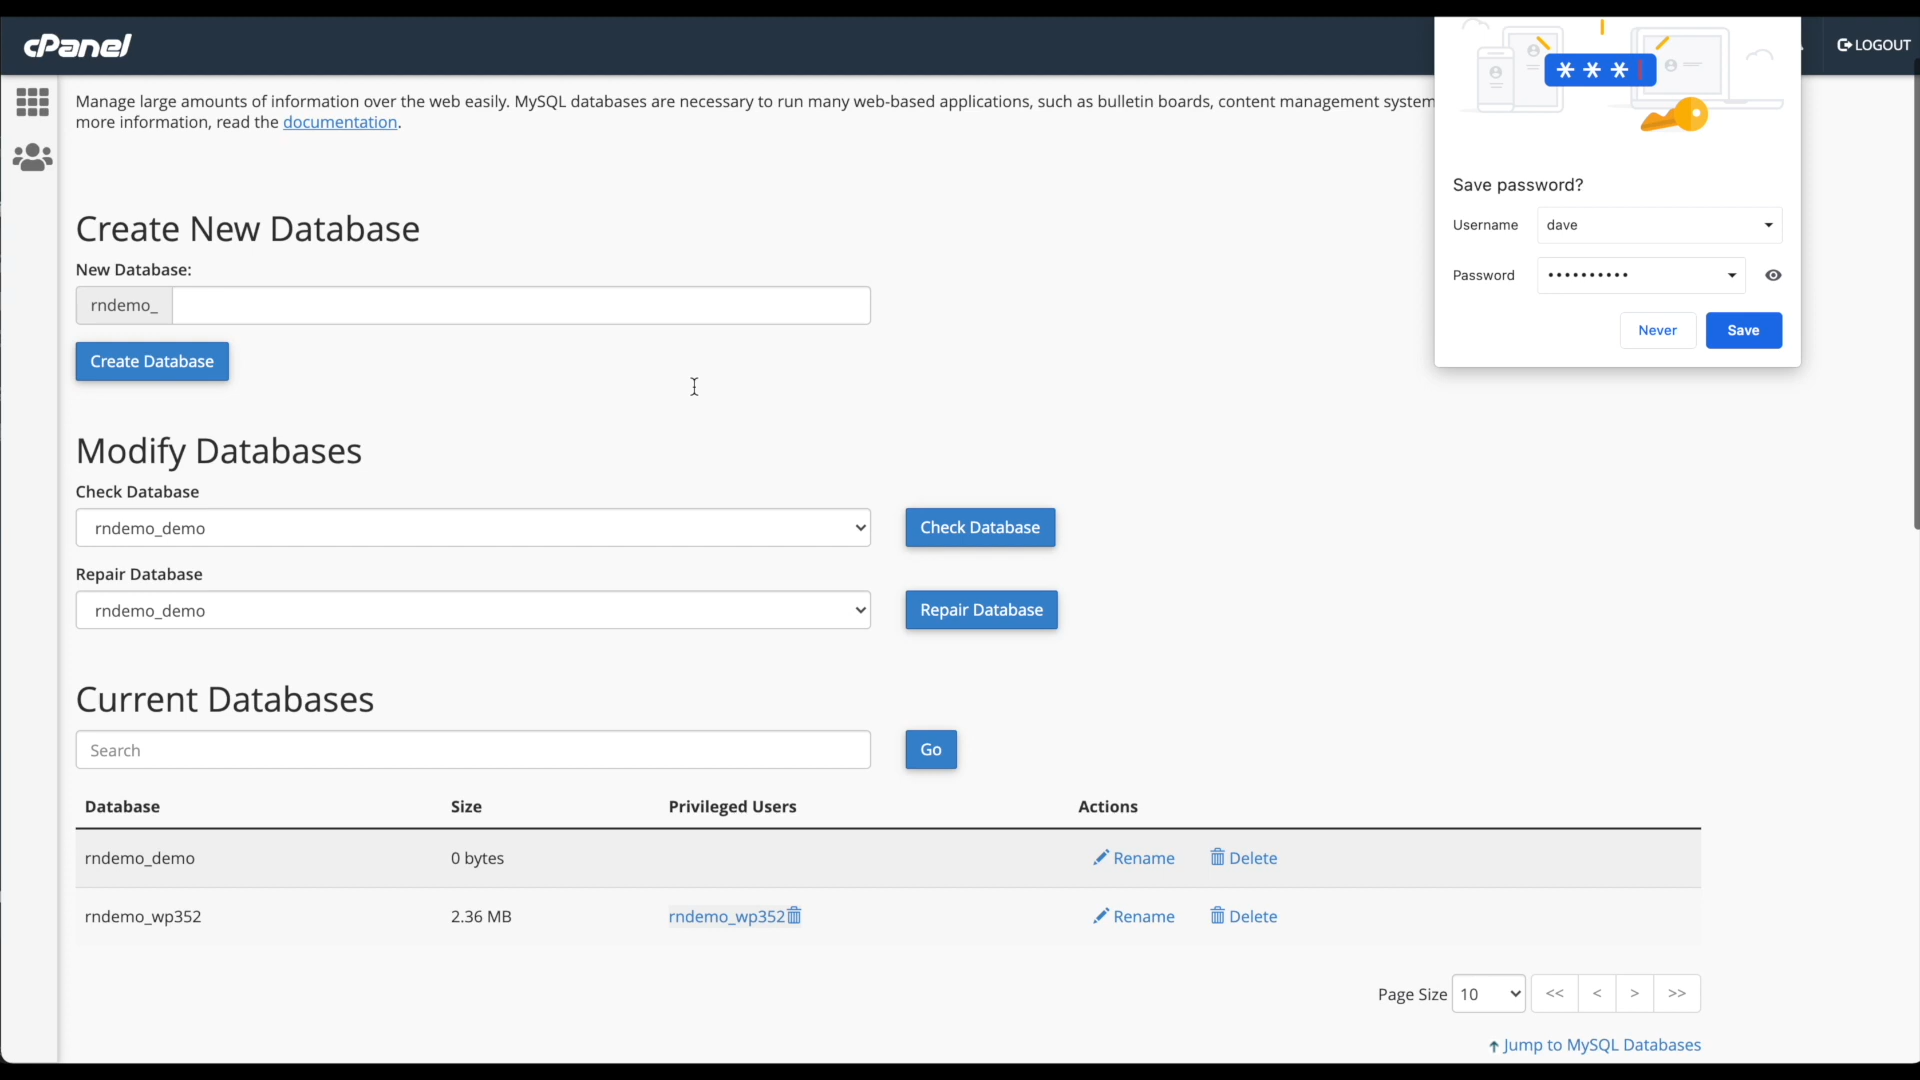 cPanel
LOGOUT
Manage large amounts of information over the web easily. MySQL databases are necessary to run many web-based applications, such as bulletin boards, content management system
more information, read the documentation.
Create New Database
New Database:
rndemo_
Create Database
Modify Databases
Check Database
rndemo_demo
Check Database
Repair Database
rndemo_demo
Repair Database
Current Databases
Search
Go
Database Size Privileged Users Actions
rndemo_demo 0 bytes Rename Delete
rndemo_wp352 2.36 MB rndemo_wp352 Rename Delete
Page Size 10 << < > >>
Jump to MySQL Databases
* * *
Save password?
Username dave
Password ••••••••••
Never Save